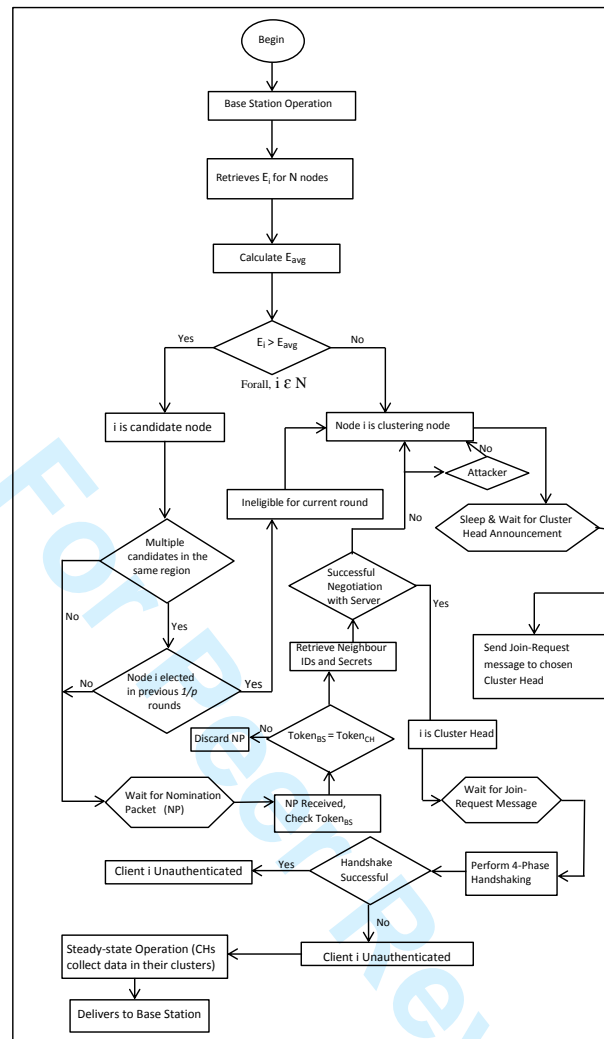 Begin
Base Station Operation
Retrieves Ei for N nodes
Calculate Eavg
Yes
Ei > Eavg
No
Forall, i ε N
i is candidate node
Node i is clustering node
No
Attacker
Ineligible for current round
No
Sleep & Wait for Cluster
Head Announcement
Multiple
candidates in the
same region
Successful
Negotiation
with Server
Yes
No
Yes
Retrieve Neighbour
IDs and Secrets
Send Join-Request
message to chosen
Cluster Head
No
Node i elected
in previous 1/p
rounds
Yes
No
Discard NP
TokenBS = TokenCH
i is Cluster Head
Wait for Nomination
Packet (NP)
NP Received,
Check TokenBS
Wait for Join-
Request Message
Client i Unauthenticated
Yes
Handshake
Successful
Perform 4-Phase
Handshaking
No
Steady-state Operation (CHs
collect data in their clusters)
Client i Unauthenticated
Delivers to Base Station
For Peer Rev